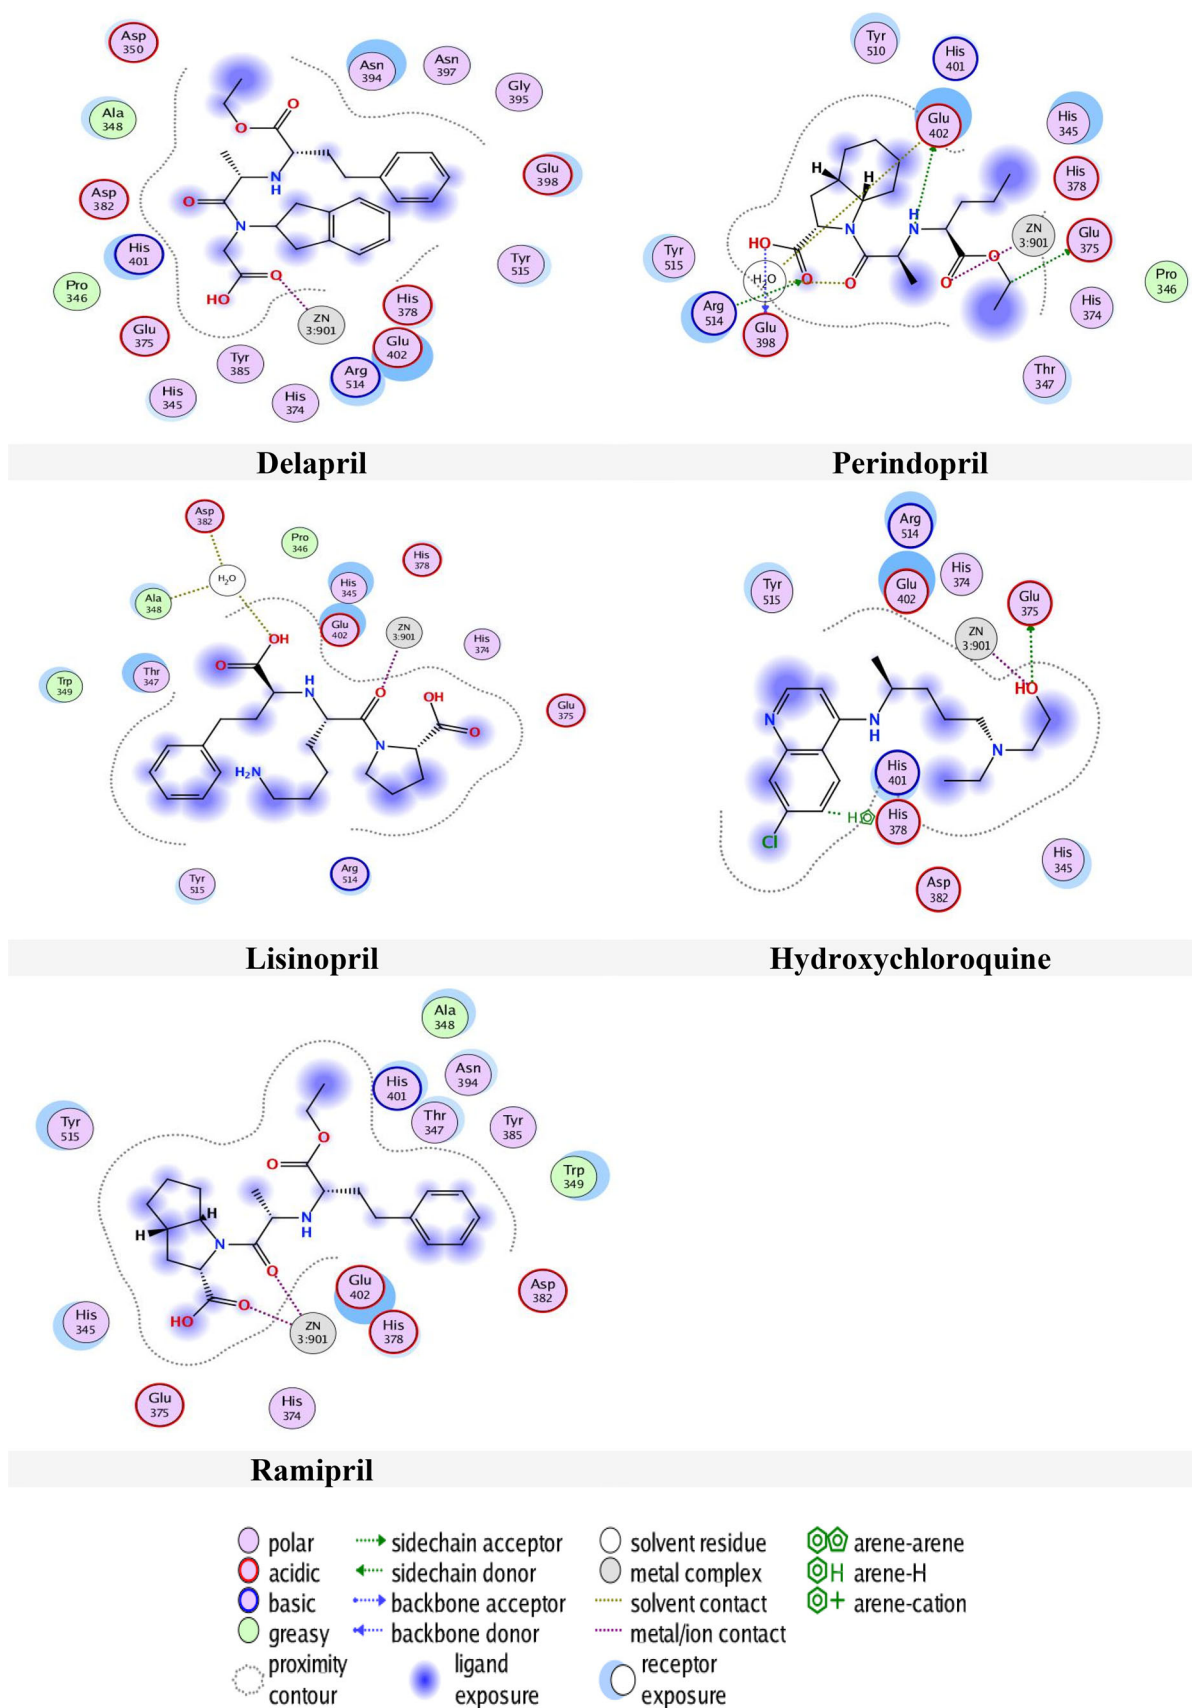 Asp
350
Asn
394
Asn
397
Gly
395
Ala
348
Glu
398
Asp
382
His
401
Pro
346
Tyr
515
Glu
375
His
378
Glu
402
Tyr
385
Arg
514
His
345
His
374
ZN
3:901
O
O
N
H
O
N
O
HO
Delapril
Tyr
510
His
401
Glu
402
His
345
His
378
ZN
3:901
Glu
375
Pro
346
Tyr
515
His
374
Arg
514
Glu
398
Thr
347
H₂O
H
H
H
N
HO
N
O
O
O
O
Perindopril
Asp
382
Pro
346
His
378
H₂O
Ala
348
His
345
Glu
402
ZN
3:901
His
374
Trp
349
Thr
347
Glu
375
Tyr
515
Arg
514
OH
O
H
N
O
OH
O
N
H₂N
Lisinopril
Arg
514
Tyr
515
Glu
402
His
374
Glu
375
ZN
3:901
HO
N
N
H
N
His
401
H
His
378
Cl
Asp
382
His
345
Hydroxychloroquine
Ala
348
His
401
Asn
394
Tyr
515
Thr
347
Tyr
385
Trp
349
O
O
H
H
N
N
H
O
HO
O
Glu
402
Asp
382
His
345
ZN
3:901
His
378
Glu
375
His
374
Ramipril
polar sidechain acceptor solvent residue arene-arene
acidic sidechain donor metal complex H arene-H
basic backbone acceptor solvent contact + arene-cation
greasy backbone donor metal/ion contact
proximity ligand receptor
contour exposure exposure